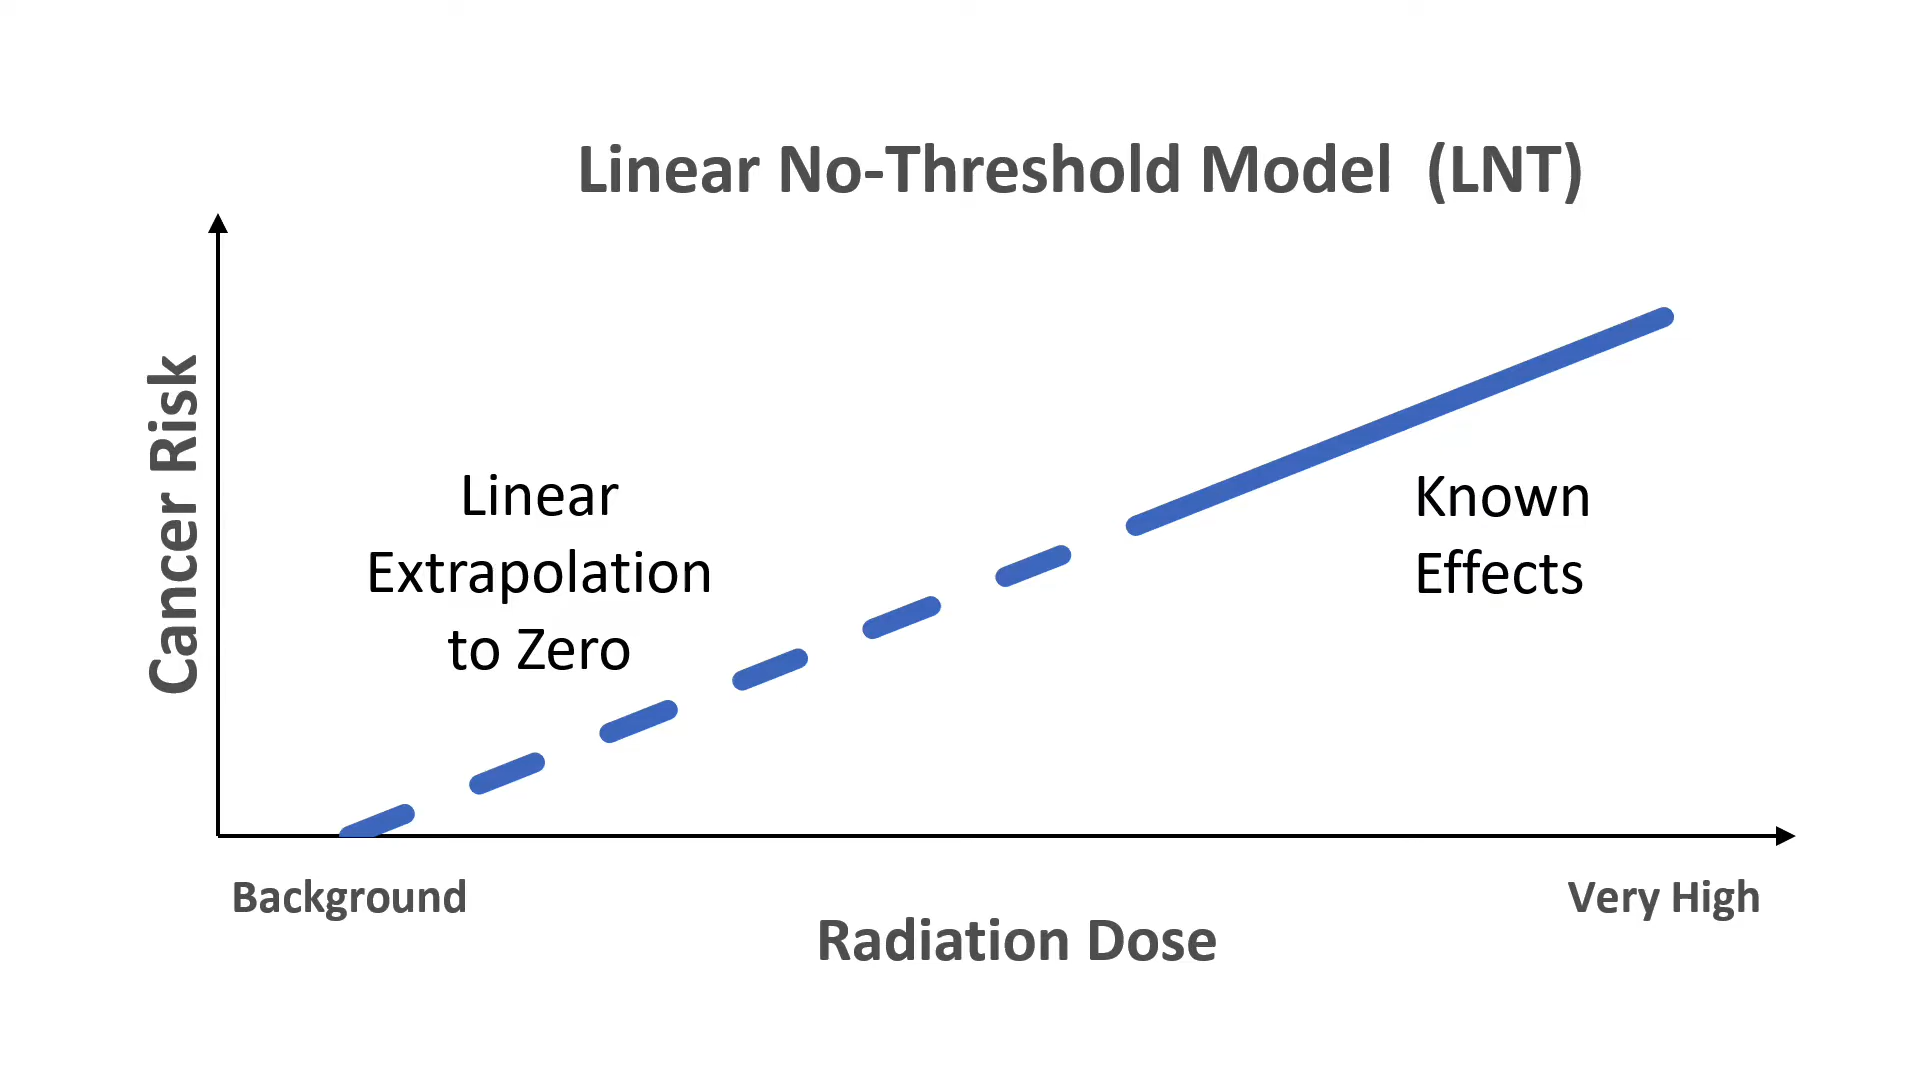 Linear No-Threshold Model (LNT)
Cancer Risk
Linear
Extrapolation
to Zero
Known
Effects
Background
Very High
Radiation Dose